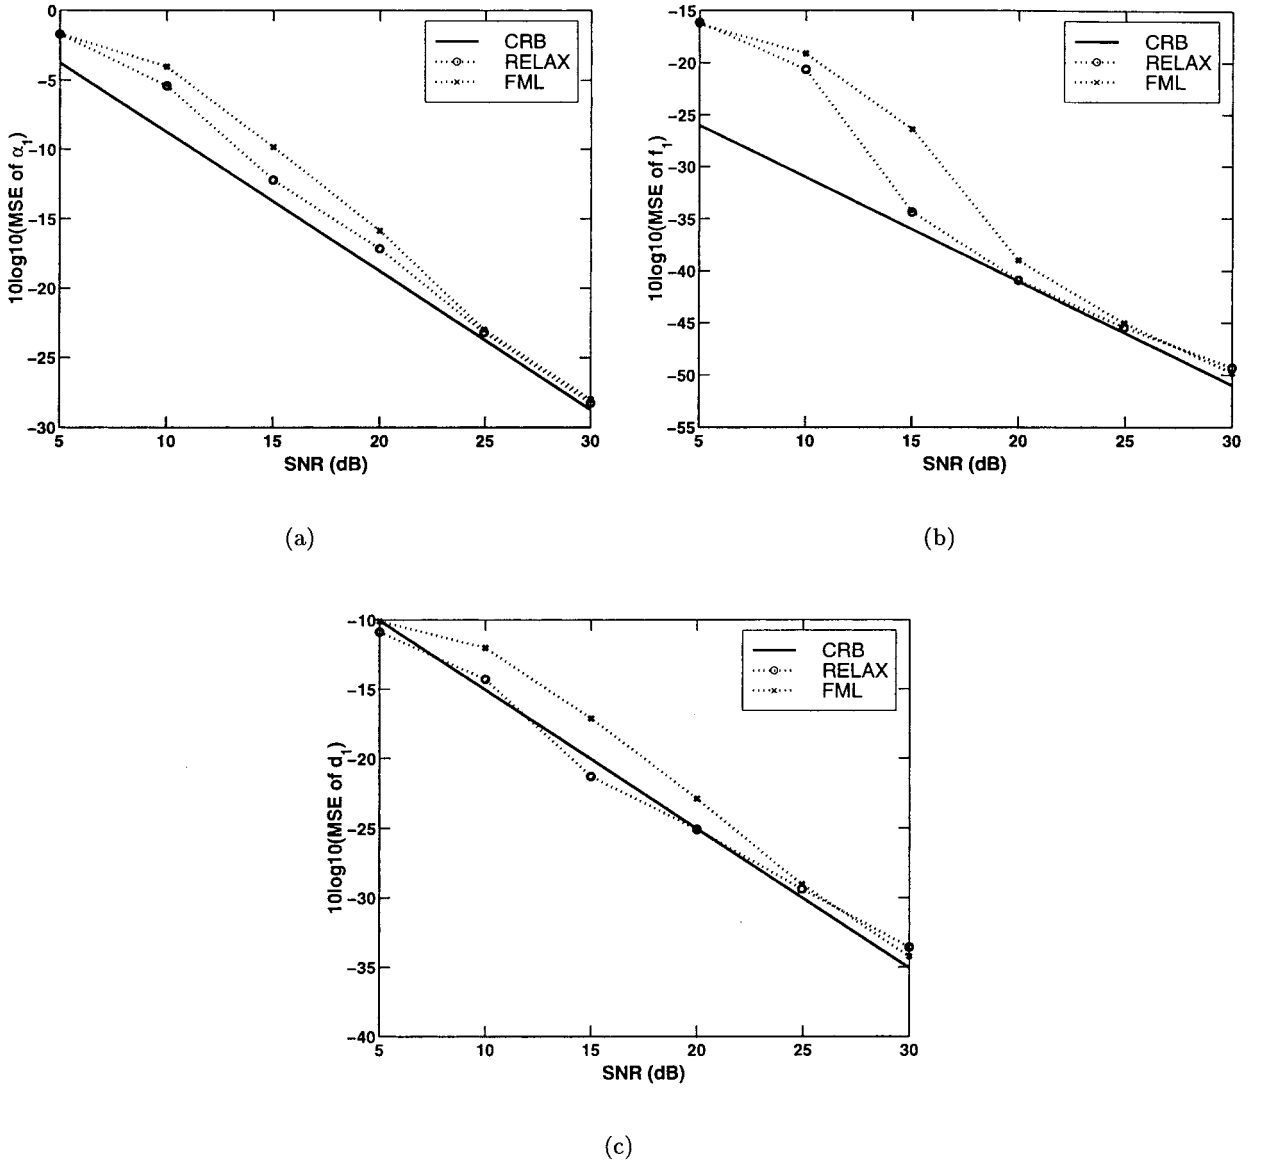 0
−5
−10
−15
−20
−25
−30
5
10
15
20
25
30
SNR (dB)
10log10(MSE of α1)
CRB
RELAX
FML
(a)
−15
−20
−25
−30
−35
−40
−45
−50
−55
5
10
15
20
25
30
SNR (dB)
10log10(MSE of f1)
CRB
RELAX
FML
(b)
−10
−15
−20
−25
−30
−35
−40
5
10
15
20
25
30
SNR (dB)
10log10(MSE of d1)
CRB
RELAX
FML
(c)